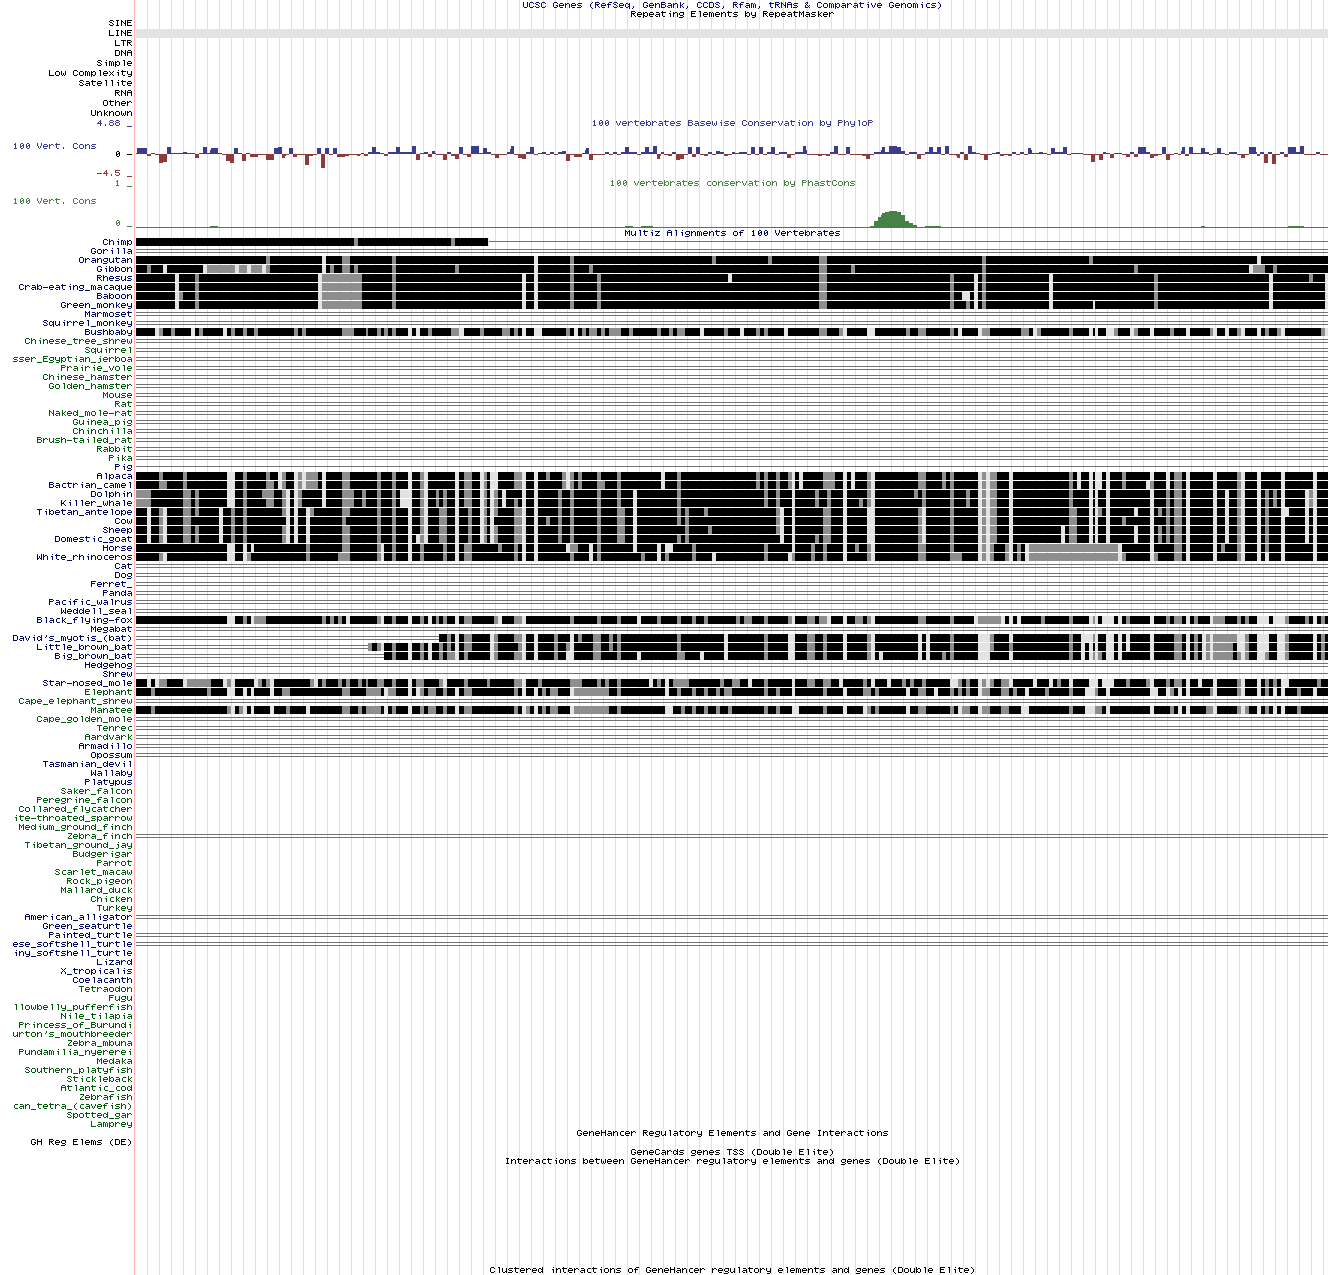 UCSC Genes (RefSeq, GenBank, CCDS, Rfam, tRNAs & Comparative Genomics)
Repeating Elements by RepeatMasker
SINE
LINE
LTR
DNA
Simple
Low Complexity
Satellite
RNA
Other
Unknown
4.88 _
100 vertebrates Basewise Conservation by PhyloP
100 Vert. Cons
0 -
-4.5 _
1 _
100 vertebrates conservation by PhastCons
100 Vert. Cons
0 _
Multiz Alignments of 100 Vertebrates
Chimp
Gorilla
Orangutan
Gibbon
Rhesus
Crab-eating_macaque
Baboon
Green_monkey
Marmoset
Squirrel_monkey
Bushbaby
Chinese_tree_shrew
Squirrel
sser_Egyptian_jerboa
Prairie_vole
Chinese_hamster
Golden_hamster
Mouse
Rat
Naked_mole-rat
Guinea_pig
Chinchilla
Brush-tailed_rat
Rabbit
Pika
Pig
Alpaca
Bactrian_camel
Dolphin
Killer_whale
Tibetan_antelope
Cow
Sheep
Domestic_goat
Horse
White_rhinoceros
Cat
Dog
Ferret_
Panda
Pacific_walrus
Weddell_seal
Black_flying-fox
Megabat
David's_myotis_(bat)
Little_brown_bat
Big_brown_bat
Hedgehog
Shrew
Star-nosed_mole
Elephant
Cape_elephant_shrew
Manatee
Cape_golden_mole
Tenrec
Aardvark
Armadillo
Opossum
Tasmanian_devil
Wallaby
Platypus
Saker_falcon
Peregrine_falcon
Collared_flycatcher
ite-throated_sparrow
Medium_ground_finch
Zebra_finch
Tibetan_ground_jay
Budgerigar
Parrot
Scarlet_macaw
Rock_pigeon
Mallard_duck
Chicken
Turkey
American_alligator
Green_seaturtle
Painted_turtle
ese_softshell_turtle
iny_softshell_turtle
Lizard
X_tropicalis
Coelacanth
Tetraodon
Fugu
llowbelly_pufferfish
Nile_tilapia
Princess_of_Burundi
urton's_mouthbreeder
Zebra_mbuna
Pundamilia_nyererei
Medaka
Southern_platyfish
Stickleback
Atlantic_cod
Zebrafish
can_tetra_(cavefish)
Spotted_gar
Lamprey
GeneHancer Regulatory Elements and Gene Interactions
GH Reg Elems (DE)
GeneCards genes TSS (Double Elite)
Interactions between GeneHancer regulatory elements and genes (Double Elite)
Clustered interactions of GeneHancer regulatory elements and genes (Double Elite)